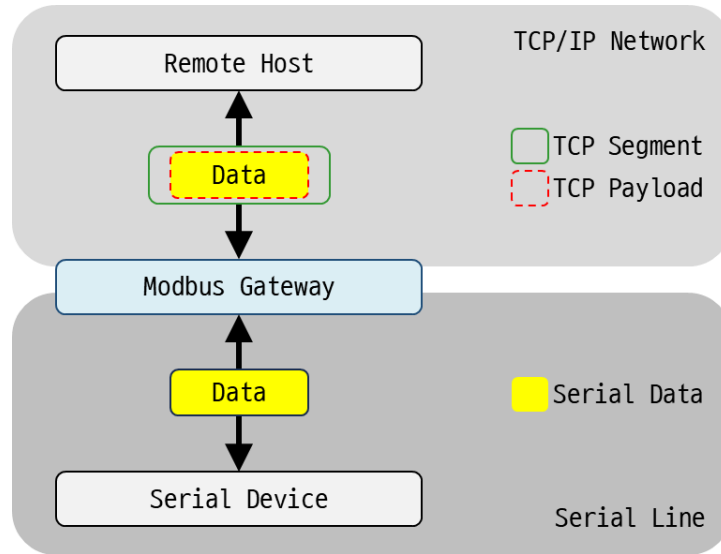 TCP/IP Network
Remote Host
TCP Segment
Data
TCP Payload
Modbus Gateway
Data
Serial Data
Serial Device
Serial Line